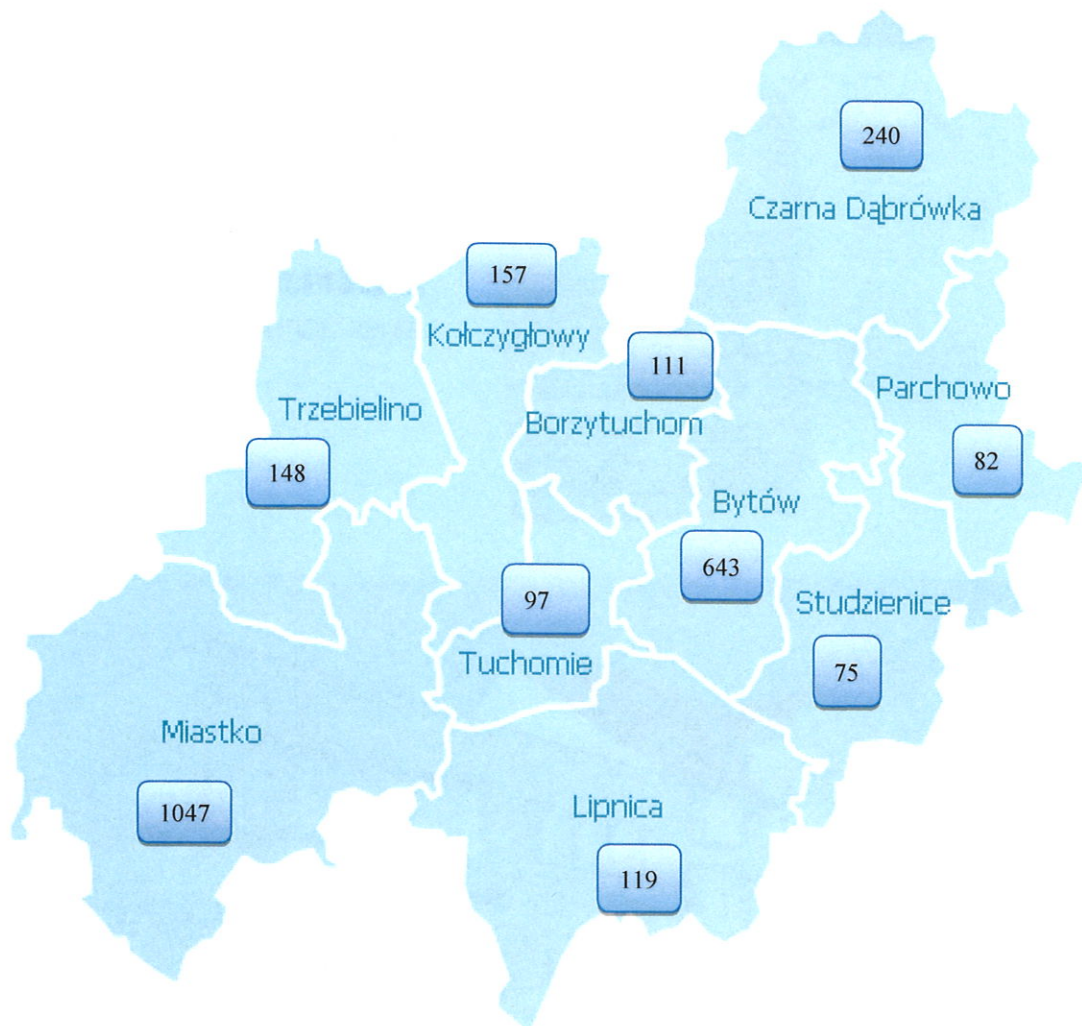 240
Czarna Dąbrówka
157
Kołczygłowy
111
Borzytuchom
Parchowo
82
Trzebielino
148
Bytów
643
97
Tuchomie
Studzienice
75
Miastko
1047
Lipnica
119